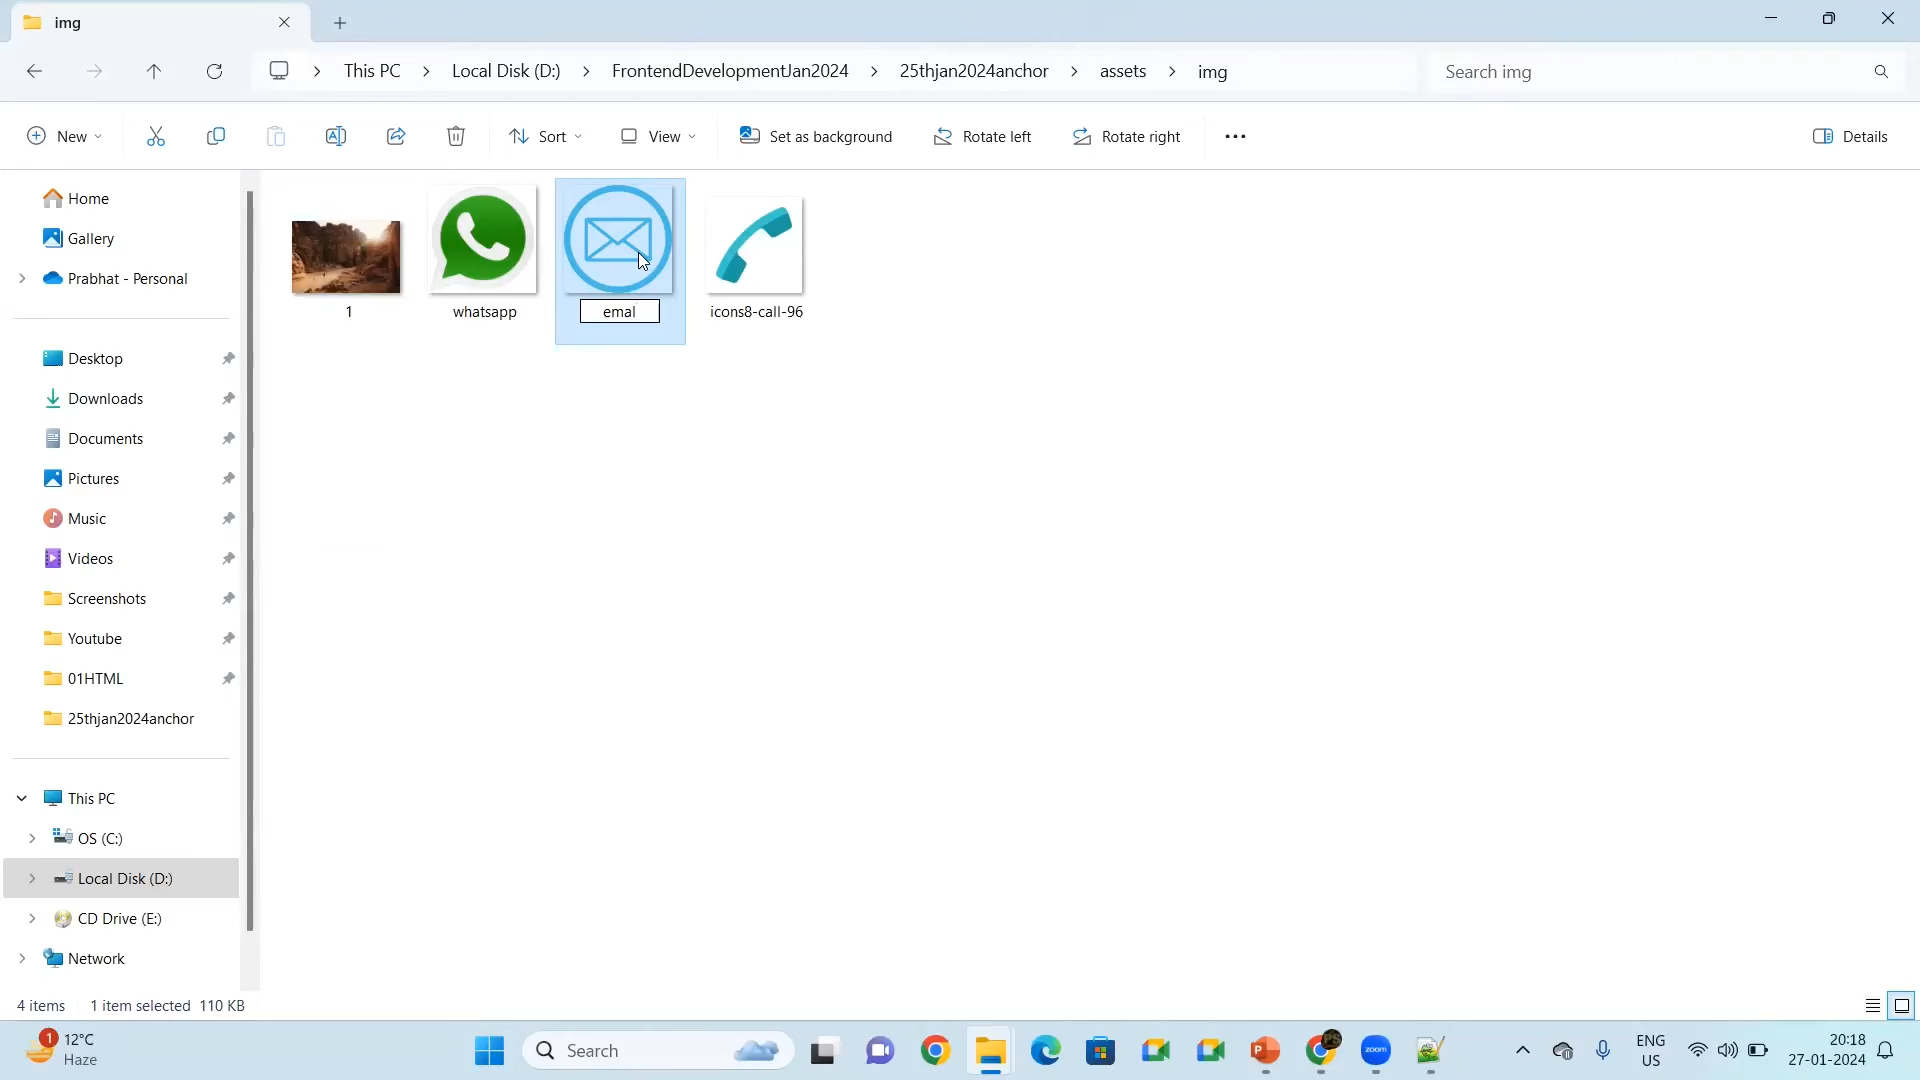 img
This PC
Local Disk (D:)
FrontendDevelopmentJan2024
25thjan2024anchor
assets
img
Search img
New
Sort
View
Set as background
Rotate left
Rotate right
Details
Home
Gallery
Prabhat - Personal
Desktop
Downloads
Documents
Pictures
Music
Videos
Screenshots
Youtube
01HTML
25thjan2024anchor
This PC
OS (C:)
Local Disk (D:)
CD Drive (E:)
Network
1
whatsapp
emal
icons8-call-96
4 items
1 item selected 110 KB
1
12°C
Haze
Search
P
zoom
ENG
US
20:18
27-01-2024